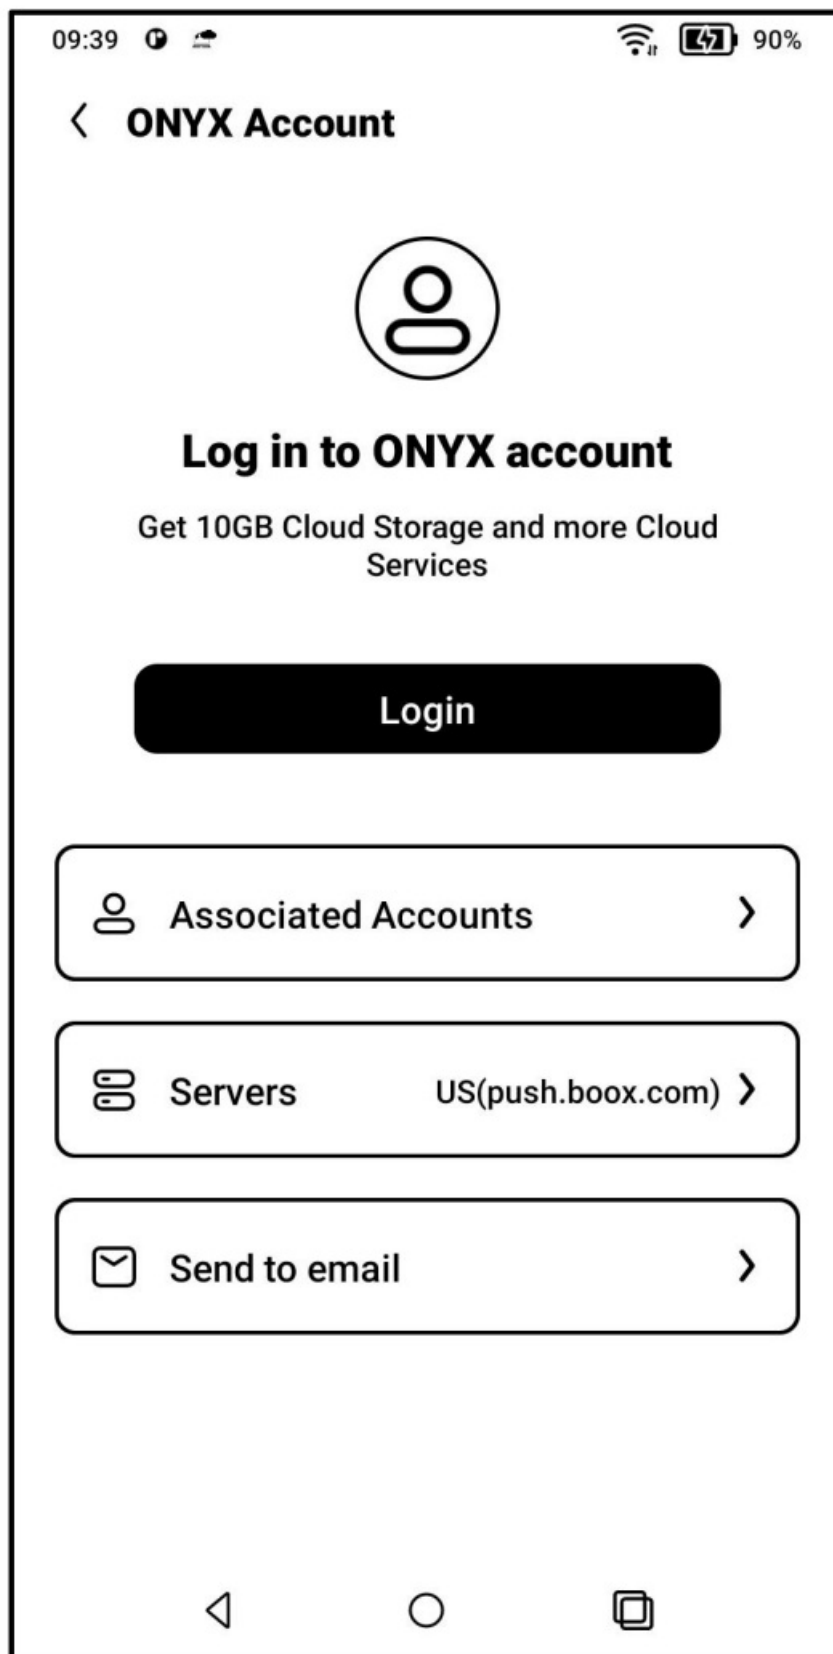 09:39
90%
ONYX Account
Log in to ONYX account
Get 10GB Cloud Storage and more Cloud
Services
Login
Associated Accounts
Servers US(push.boox.com)
Send to email